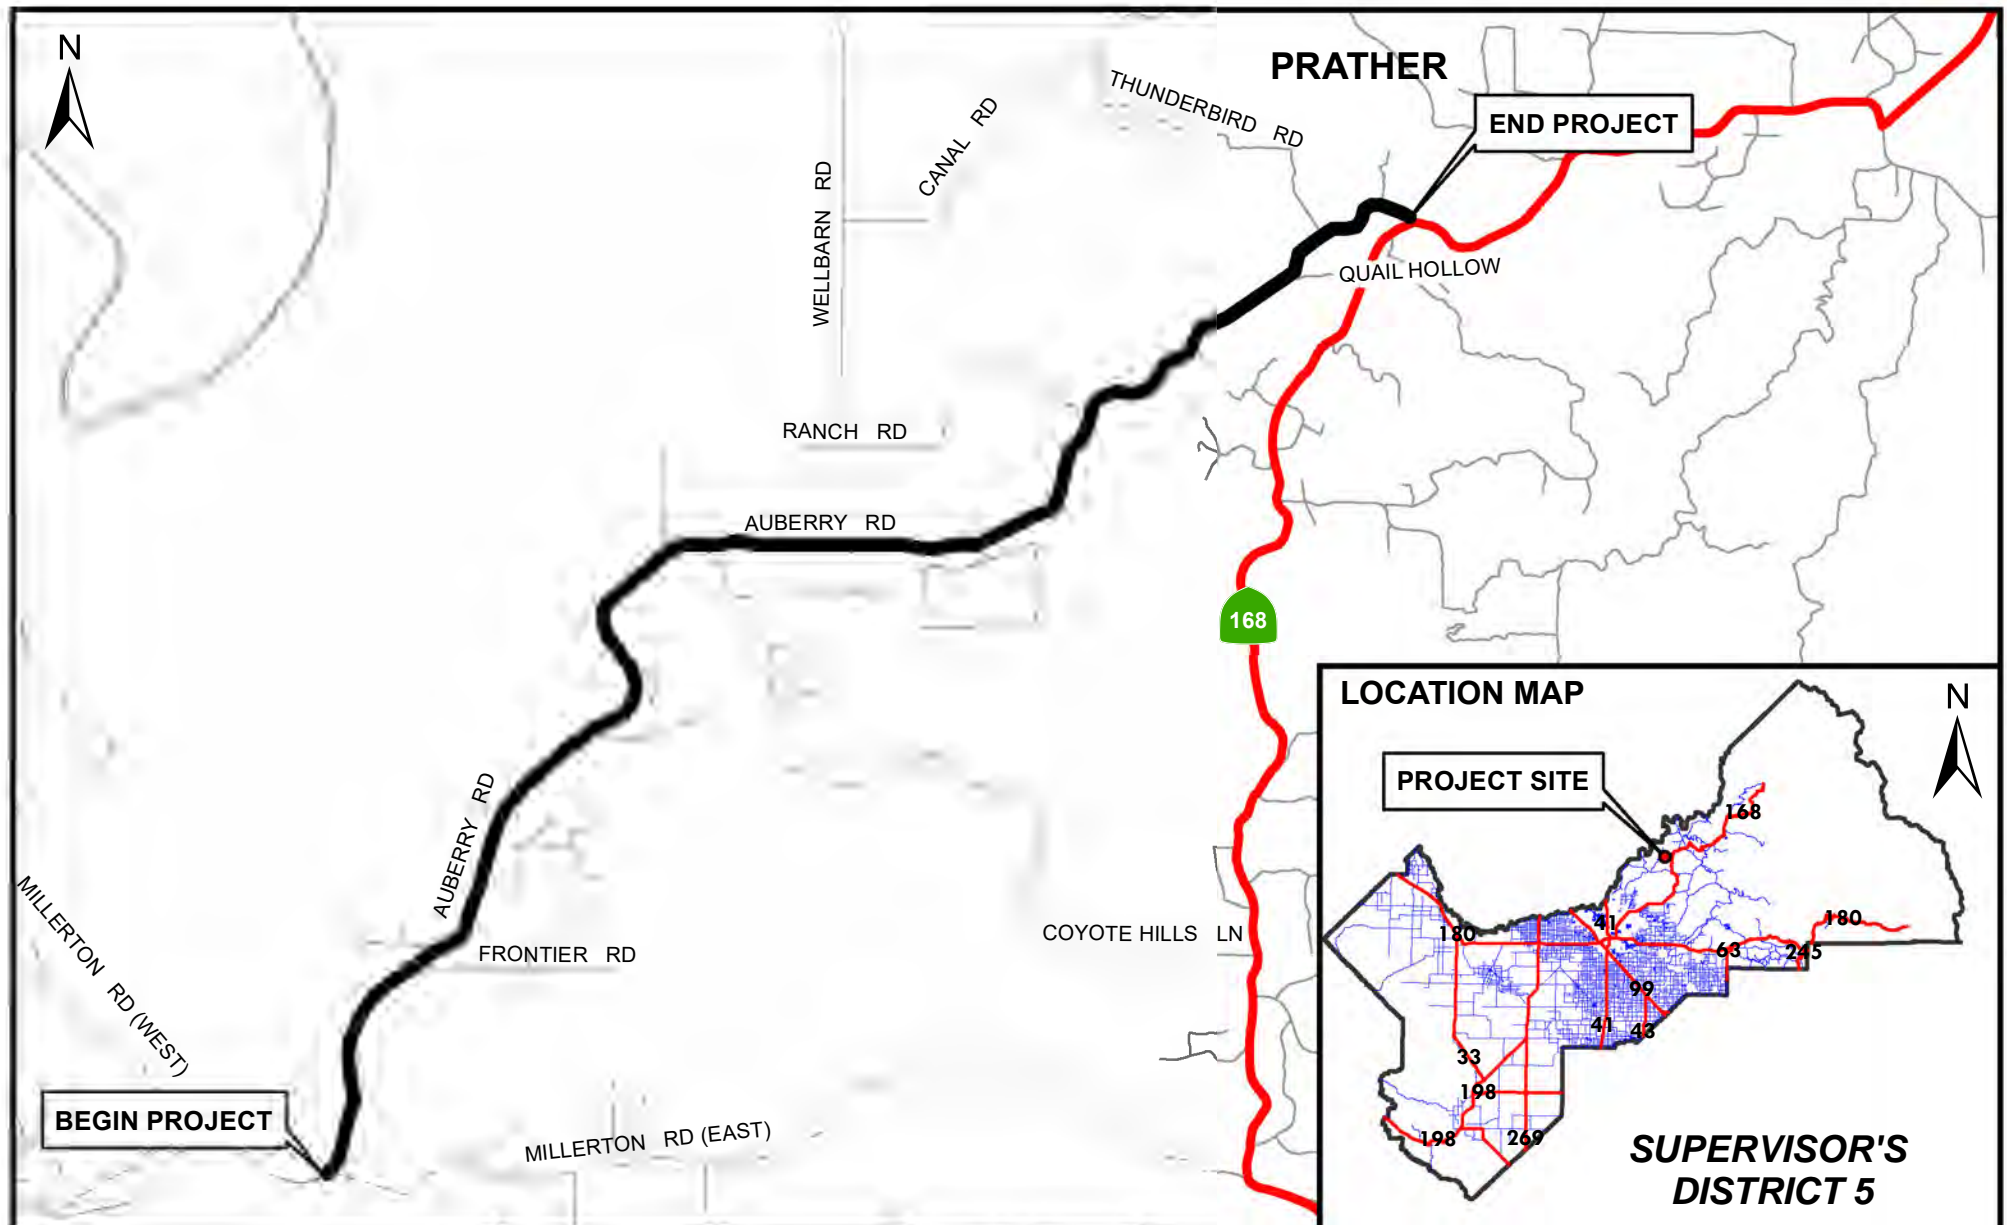 N
PRATHER
THUNDERBIRD RD
END PROJECT
CANAL RD
WELLBARN RD
QUAIL HOLLOW
RANCH RD
AUBERRY RD
168
AUBERRY RD
MILLERTON RD (WEST)
FRONTIER RD
COYOTE HILLS LN
BEGIN PROJECT
MILLERTON RD (EAST)
LOCATION MAP
N
PROJECT SITE
168
41
180
180
63
245
99
41
43
33
198
198
269
SUPERVISOR'S
DISTRICT 5